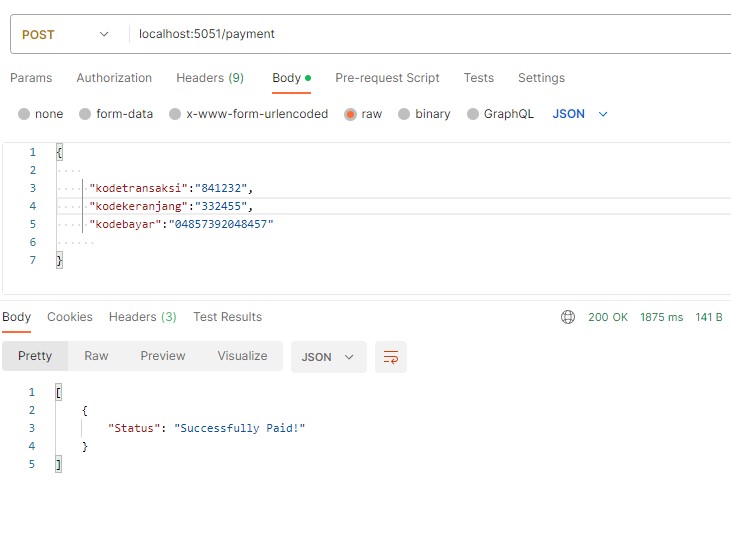 POST localhost:5051/payment
Params Authorization Headers (9) Body Pre-request Script Tests Settings
none form-data x-www-form-urlencoded raw binary GraphQL JSON
1 {
2
3 "kodetransaksi":"841232",
4 "kodekeranjang":"332455",
5 "kodebayar":"04857392048457"
6
7 }
Body Cookies Headers (3) Test Results 200 OK 1875 ms 141 B
Pretty Raw Preview Visualize JSON
1 [
2 {
3 "Status": "Successfully Paid!"
4 }
5 ]